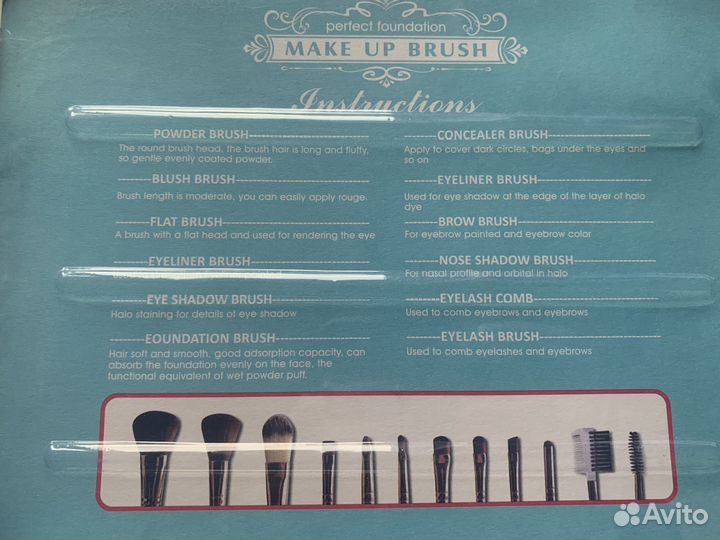 perfect foundation
MAKE UP BRUSH
Instructions
POWDER BRUSH
The round brush head, the brush hair is long and fluffy,
so gentle evenly coated powder.
BLUSH BRUSH
Brush length is moderate, you can easily apply rouge.
FLAT BRUSH
A brush with a flat head and used for rendering the eye
EYELINER BRUSH
EYE SHADOW BRUSH
Halo staining for details of eye shadow
FOUNDATION BRUSH
Hair soft and smooth, good adsorption capacity, can
absorb the foundation evenly on the face, the
functional equivalent of wet powder puff.
CONCEALER BRUSH
Apply to cover dark circles, bags under the eyes and
so on
EYELINER BRUSH
Used for eye shadow at the edge of the layer of halo
dye
BROW BRUSH
For eyebrow painted and eyebrow color
NOSE SHADOW BRUSH
For nasal profile and orbital in halo
EYELASH COMB
Used to comb eyebrows and eyebrows
EYELASH BRUSH
Used to comb eyelashes and eyebrows
Avito